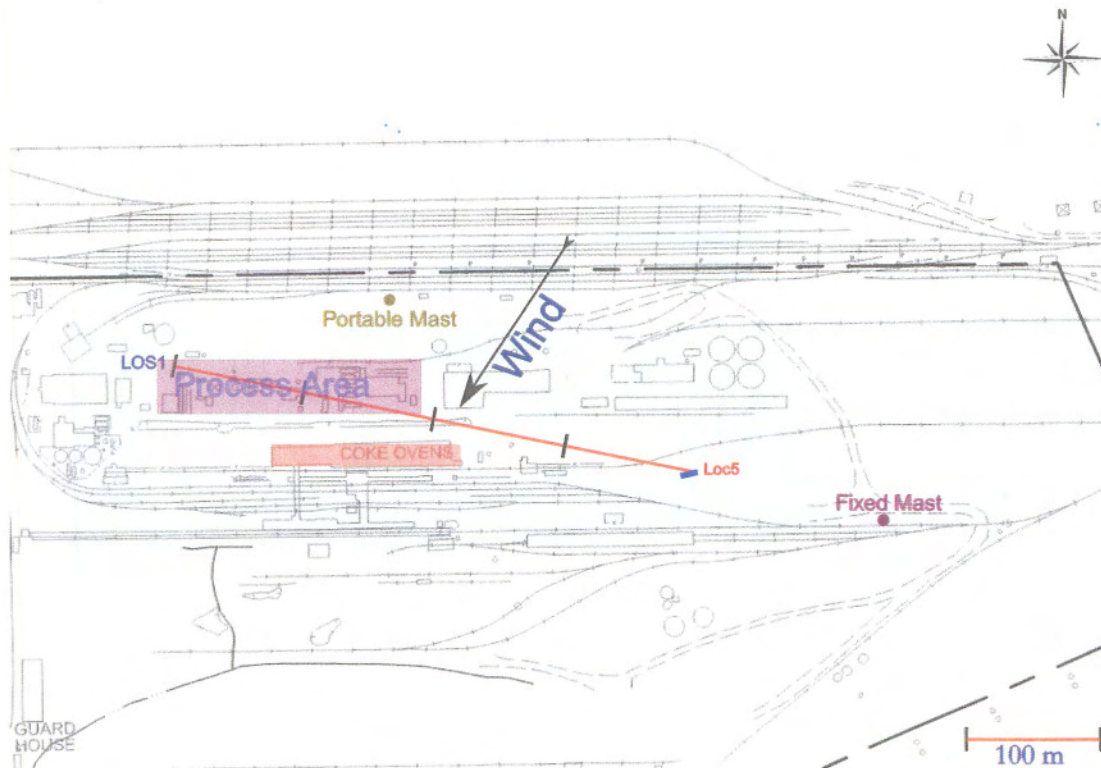 N
Portable Mast
Wind
LOS1
Process Area
COKE OVENS
Loc5
Fixed Mast
GUARD
HOUSE
100 m